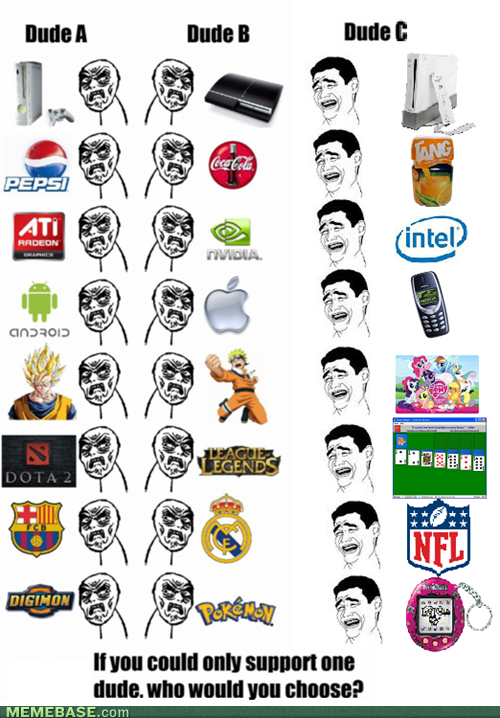 Dude A
Dude B
Dude C
PEPSI
Coca-Cola
TANG
ATi
RADEON
GRAPHICS
NVIDIA.
intel
ANDROID
NOKIA
DOTA 2
LEAGUE OF
LEGENDS
FCB
NFL
DIGIMON
POKéMON
If you could only support one
dude. who would you choose?
MEMEBASE.com